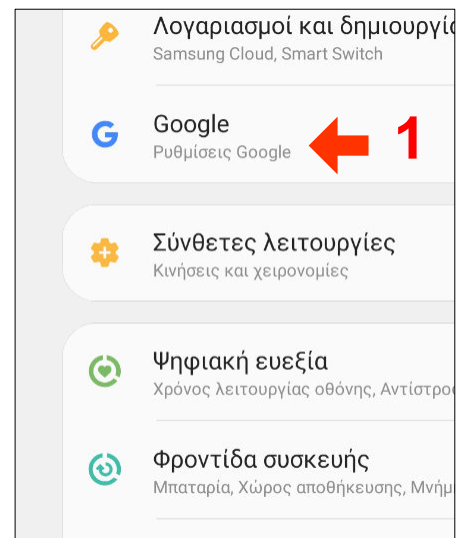 Λογαριασμοί και δημιουργί
Samsung Cloud, Smart Switch
Google
Ρυθμίσεις Google
1
Σύνθετες λειτουργίες
Κινήσεις και χειρονομίες
Ψηφιακή ευεξία
Χρόνος λειτουργίας οθόνης, Αντίστρο
Φροντίδα συσκευής
Μπαταρία, Χώρος αποθήκευσης, Μνήμ